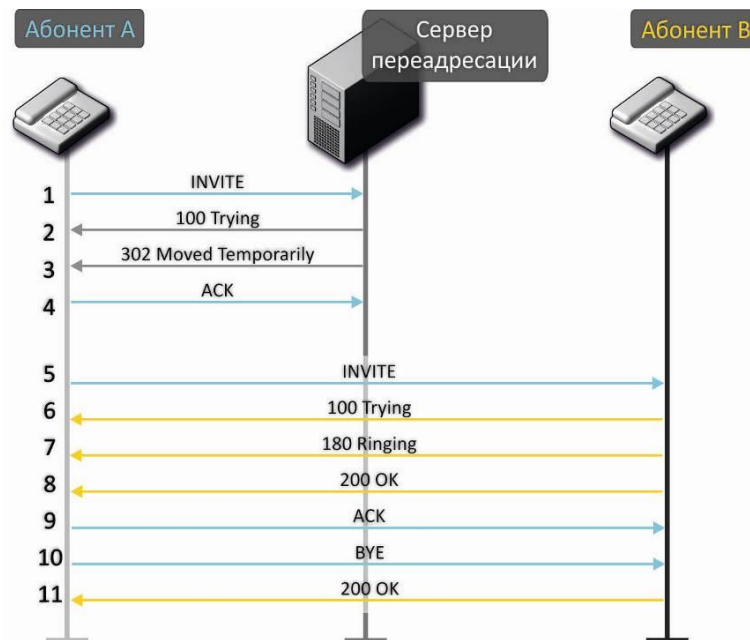 Абонент А
Сервер
переадресации
Абонент В
1 INVITE
2 100 Trying
3 302 Moved Temporarily
4 ACK
5 INVITE
6 100 Trying
7 180 Ringing
8 200 OK
9 ACK
10 BYE
11 200 OK